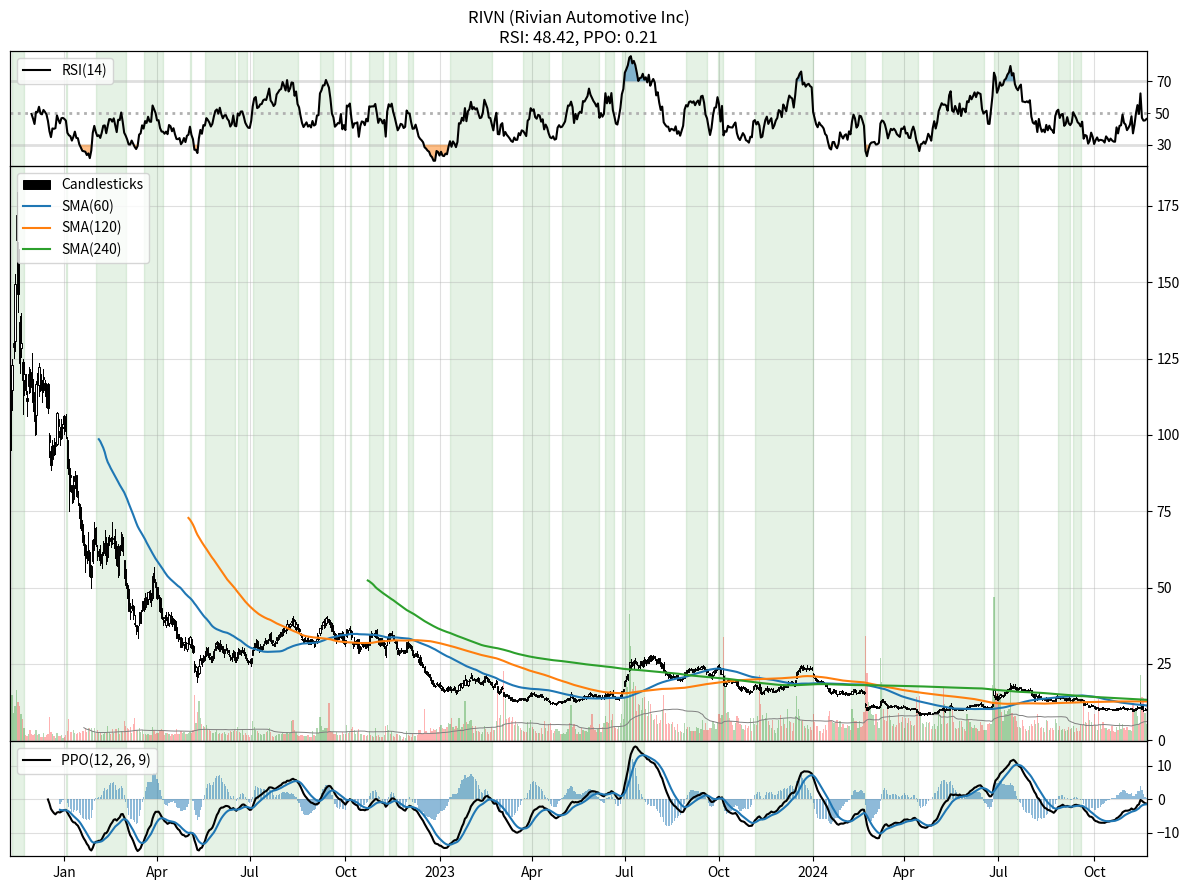 RIVN (Rivian Automotive Inc)
RSI: 48.42, PPO: 0.21
RSI(14)
70
50
30
Candlesticks
SMA(60)
SMA(120)
SMA(240)
175
150
125
100
75
50
25
0
PPO(12, 26, 9)
10
0
−10
Jan Apr Jul Oct 2023 Apr Jul Oct 2024 Apr Jul Oct